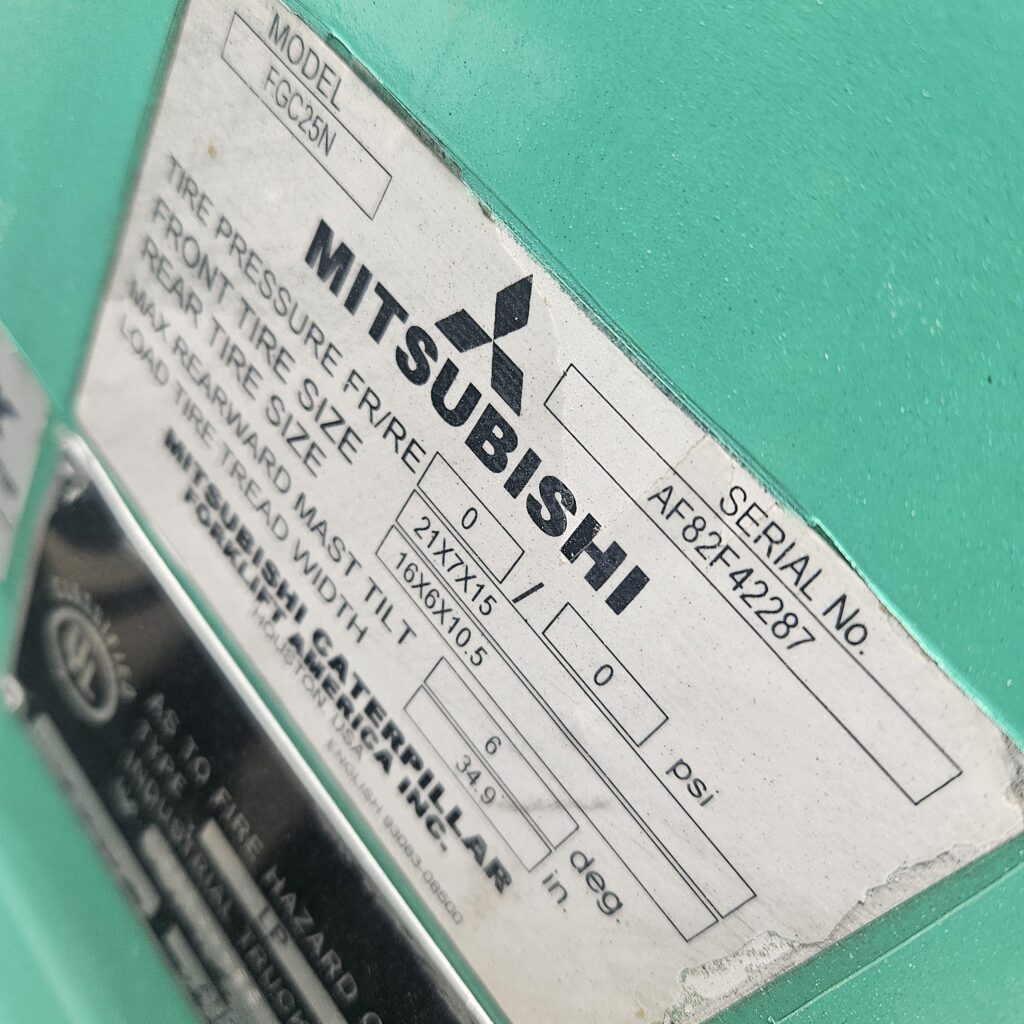 MODEL
FGC25N
SERIAL No.
AF82F42287
MITSUBISHI
TIRE PRESSURE FR/RE 0 / 0 psi
FRONT TIRE SIZE 21X7X15
REAR TIRE SIZE 16X6X10.5
MAX.REARWARD MAST TILT 6 deg.
LOAD TIRE TREAD WIDTH 34.9 in.
MITSUBISHI CATERPILLAR
FORKLIFT AMERICA INC.
HOUSTON, USA
ENGLISH 93083-08500
UL
AS TO FIRE HAZARD
TYPE LP
INDUSTRIAL TRUCK